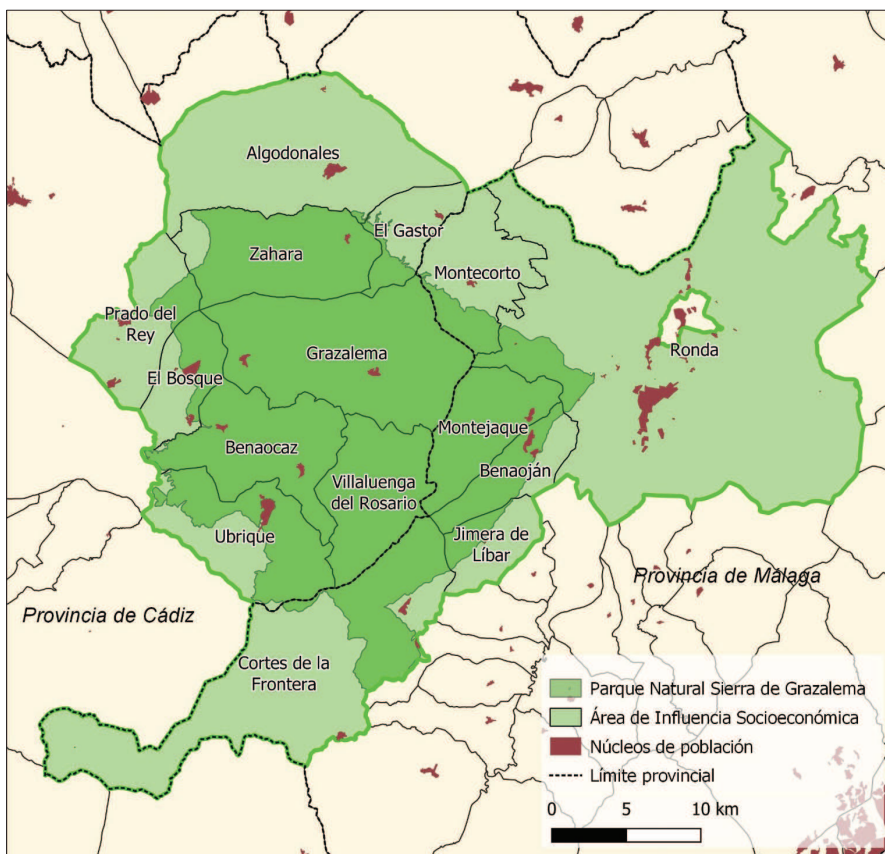 Algodonales
El Gastor
Zahara
Montecorto
Prado del
Rey
Grazalema
Ronda
El Bosque
Montejaque
Benaocaz
Benaoján
Villaluenga
del Rosario
Ubrique
Jimera de
Líbar
Provincia de Málaga
Provincia de Cádiz
Cortes de la
Frontera
Parque Natural Sierra de Grazalema
Área de Influencia Socioeconómica
Núcleos de población
Límite provincial
0 5 10 km